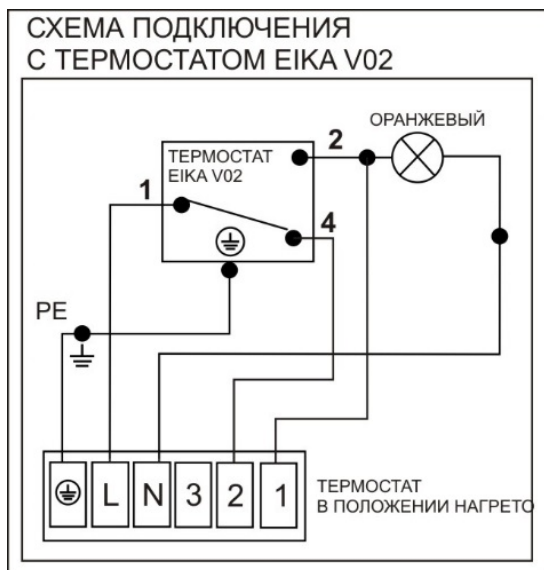 СХЕМА ПОДКЛЮЧЕНИЯ
С ТЕРМОСТАТОМ EIKA V02
ОРАНЖЕВЫЙ
2
ТЕРМОСТАТ
EIKA V02
1
4
PE
L N 3 2 1
ТЕРМОСТАТ
В ПОЛОЖЕНИИ НАГРЕТО